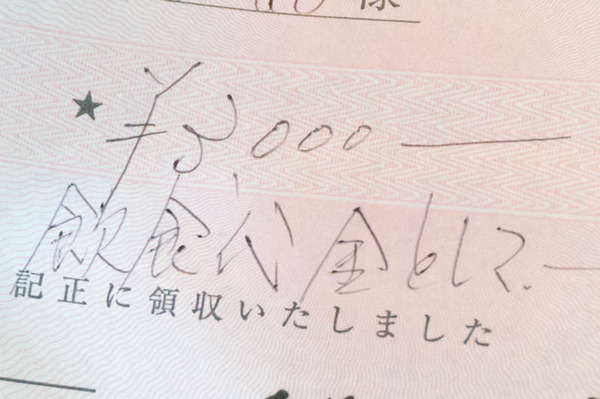 様
★ ¥3000―
飲食代金として.―
記正に領収いたしました